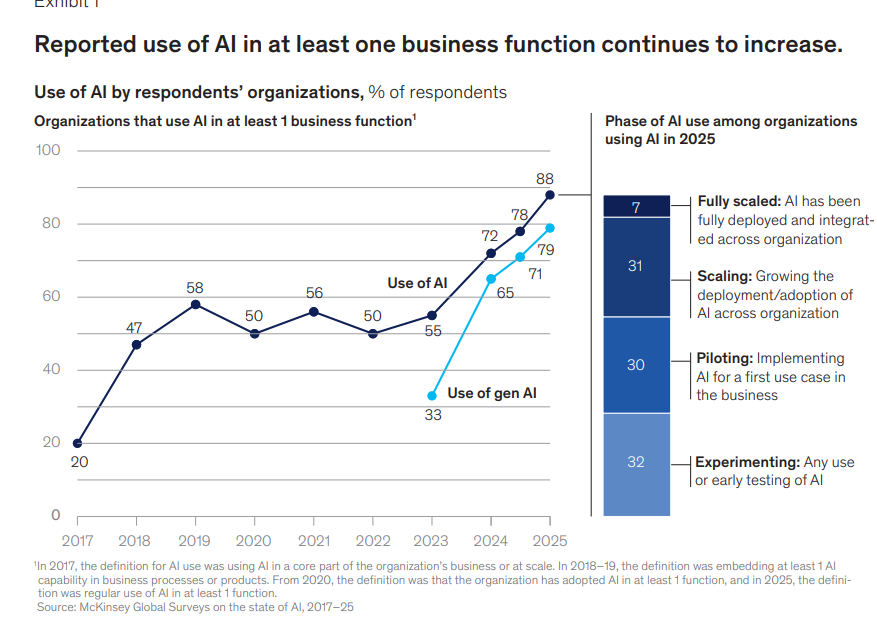 Exhibit 1
Reported use of AI in at least one business function continues to increase.
Use of AI by respondents' organizations, % of respondents
Organizations that use AI in at least 1 business function¹
100
80
60
40
20
0
2017
2018
2019
2020
2021
2022
2023
2024
2025
20
47
58
50
56
50
55
72
78
88
Use of AI
33
65
71
79
Use of gen AI
Phase of AI use among organizations
using AI in 2025
7
31
30
32
Fully scaled: AI has been
fully deployed and integrat-
ed across organization
Scaling: Growing the
deployment/adoption of
AI across organization
Piloting: Implementing
AI for a first use case in
the business
Experimenting: Any use
or early testing of AI
¹In 2017, the definition for AI use was using AI in a core part of the organization's business or at scale. In 2018–19, the definition was embedding at least 1 AI
capability in business processes or products. From 2020, the definition was that the organization has adopted AI in at least 1 function, and in 2025, the defini-
tion was regular use of AI in at least 1 function.
Source: McKinsey Global Surveys on the state of AI, 2017–25